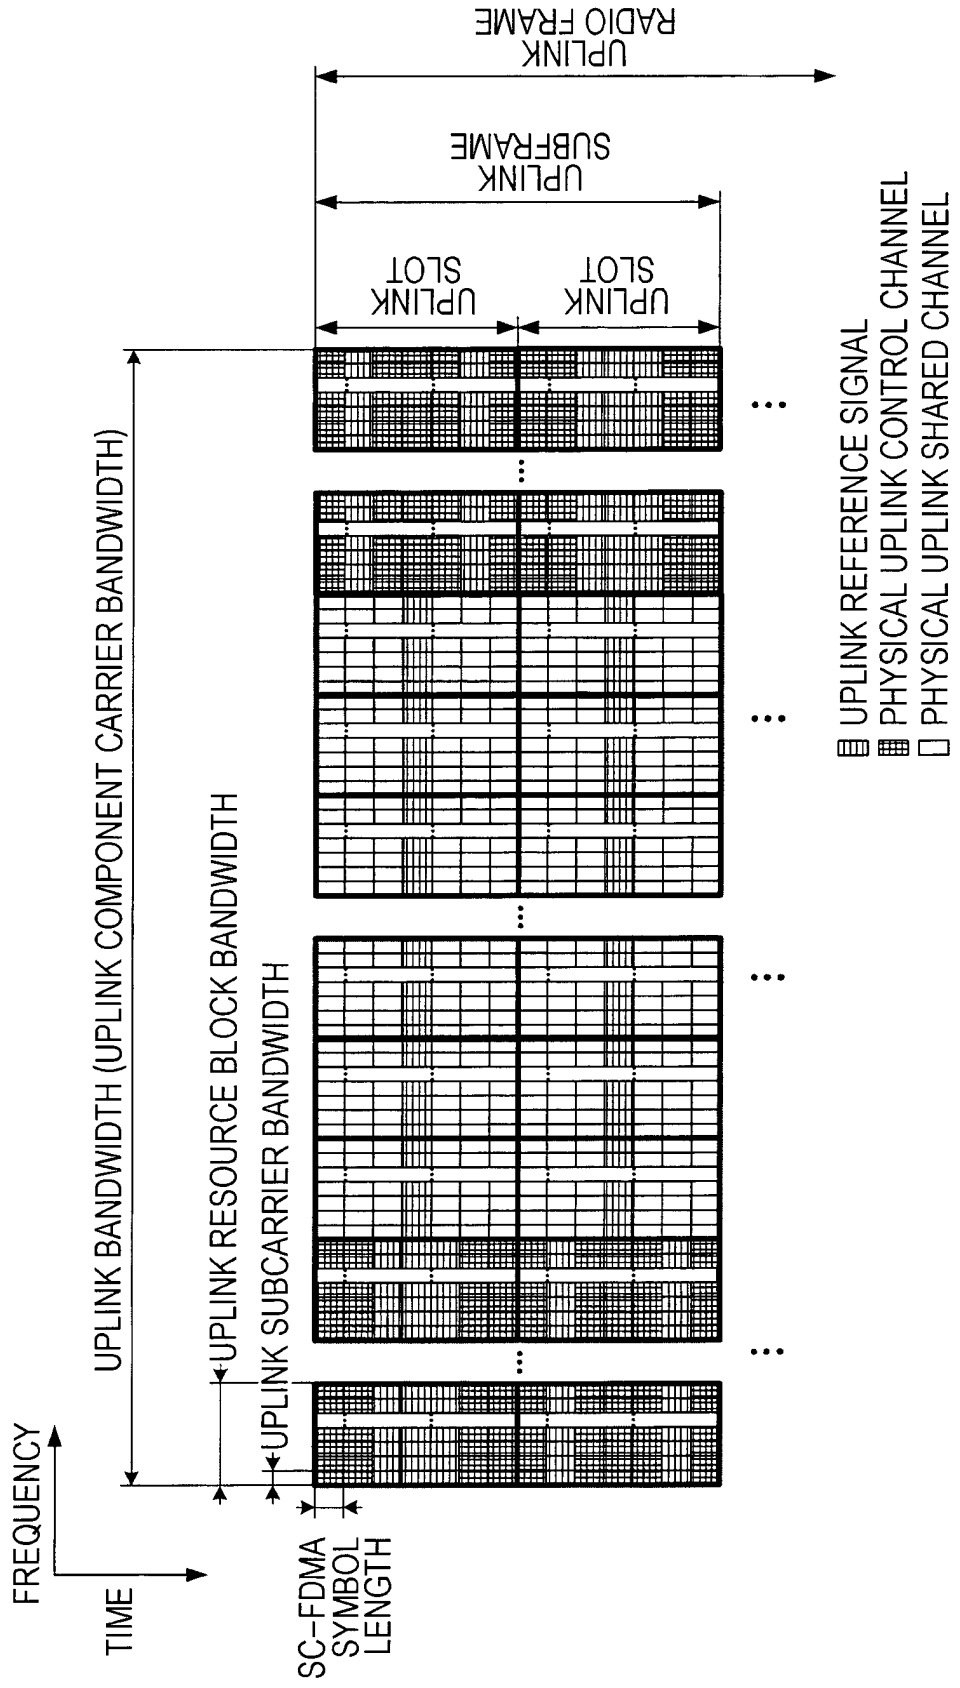 FREQUENCY
TIME
UPLINK BANDWIDTH (UPLINK COMPONENT CARRIER BANDWIDTH)
UPLINK RESOURCE BLOCK BANDWIDTH
UPLINK SUBCARRIER BANDWIDTH
SC-FDMA
SYMBOL
LENGTH
UPLINK
SLOT
UPLINK
SLOT
UPLINK
SUBFRAME
UPLINK
RADIO FRAME
UPLINK REFERENCE SIGNAL
PHYSICAL UPLINK CONTROL CHANNEL
PHYSICAL UPLINK SHARED CHANNEL